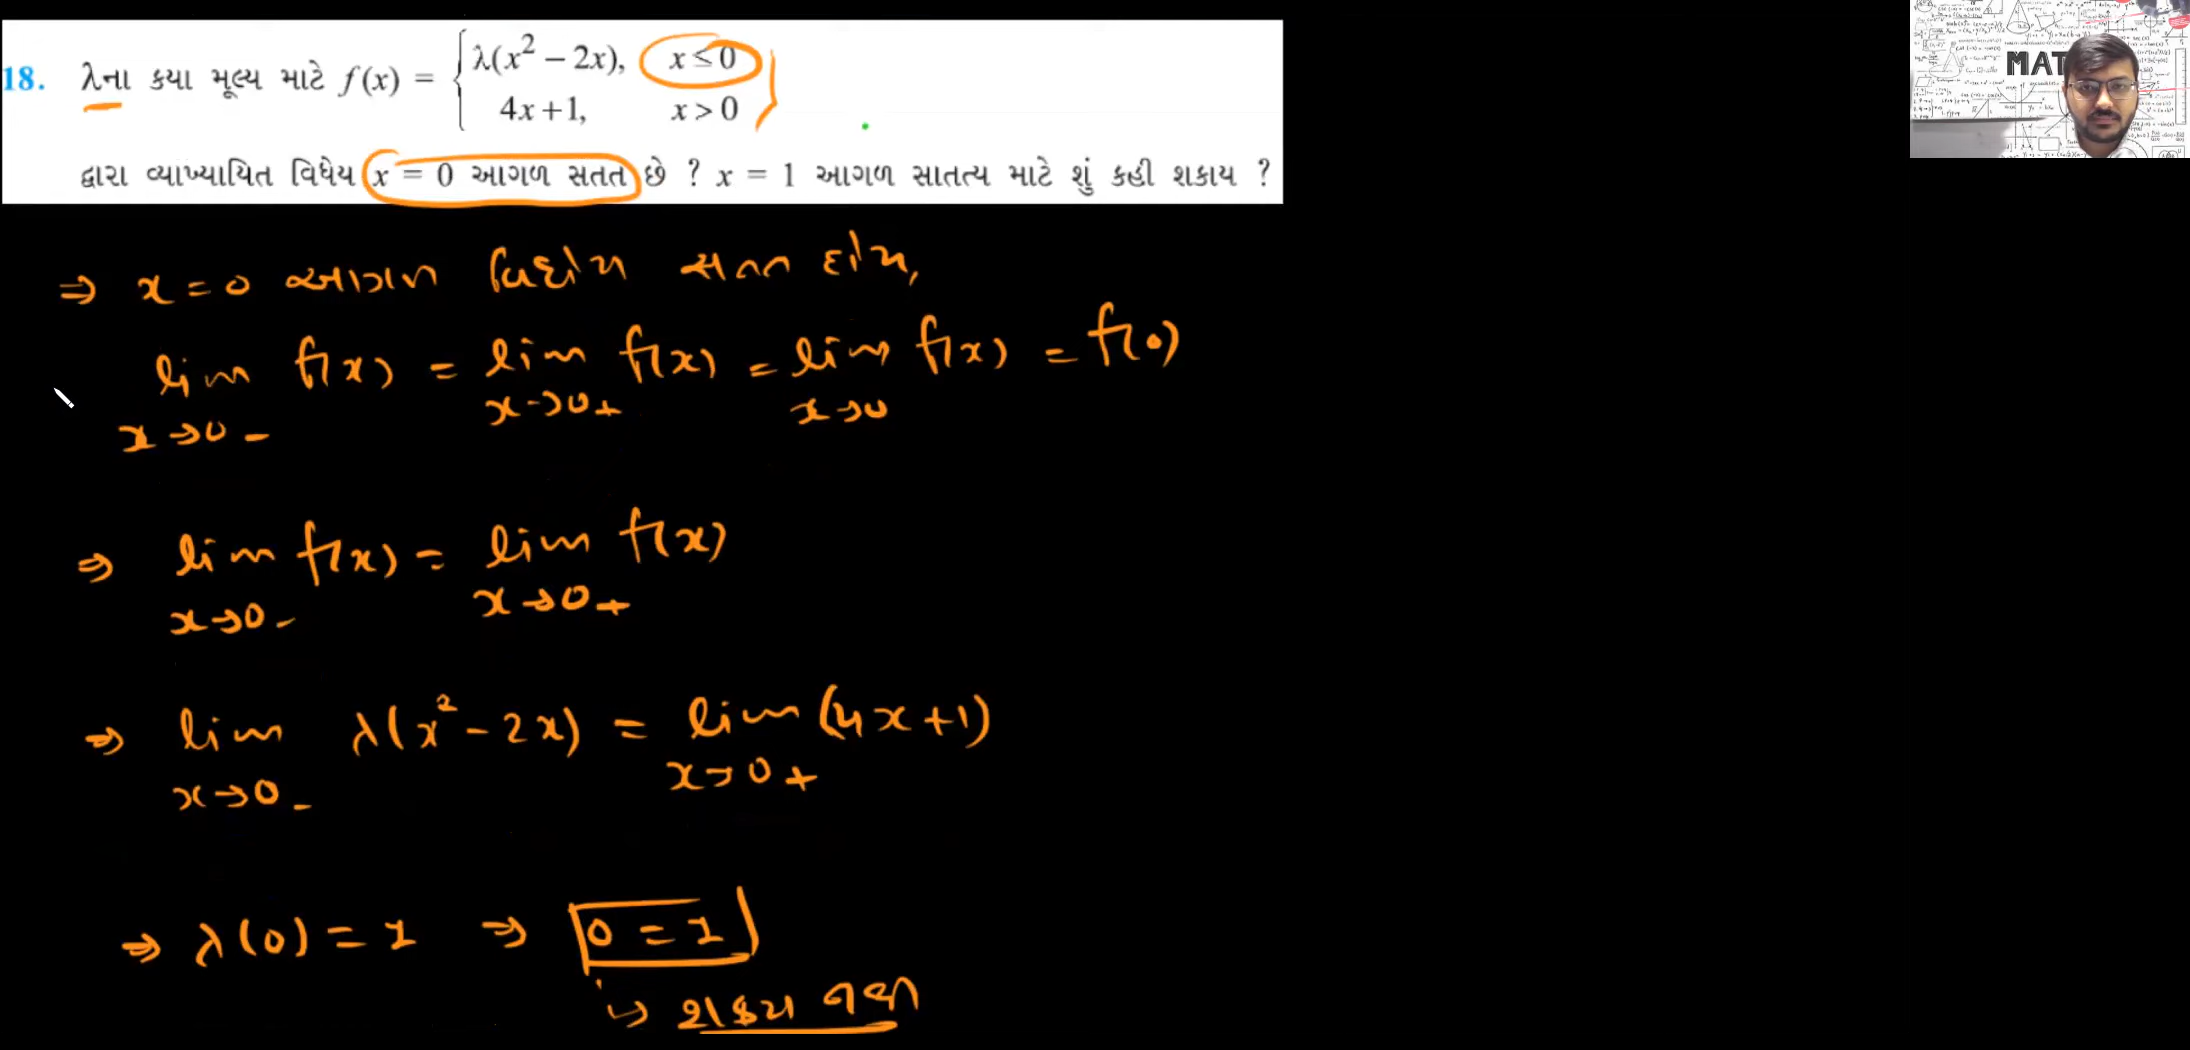 18. λના કયા મૂલ્ય માટે f(x) = { λ(x² − 2x), x ≤ 0
4x + 1, x > 0
દ્વારા વ્યાખ્યાયિત વિધેય x = 0 આગળ સતત છે ? x = 1 આગળ સાતત્ય માટે શું કહી શકાય ?
⇒ x = 0 આગળ વિધેય સતત હોય,
lim f(x) = lim f(x) = lim f(x) = f(0)
x→0− x→0+ x→0
⇒ lim f(x) = lim f(x)
x→0− x→0+
⇒ lim λ(x² − 2x) = lim (4x + 1)
x→0− x→0+
⇒ λ(0) = 1 ⇒ 0 = 1
↳ શક્ય નથી
MAT